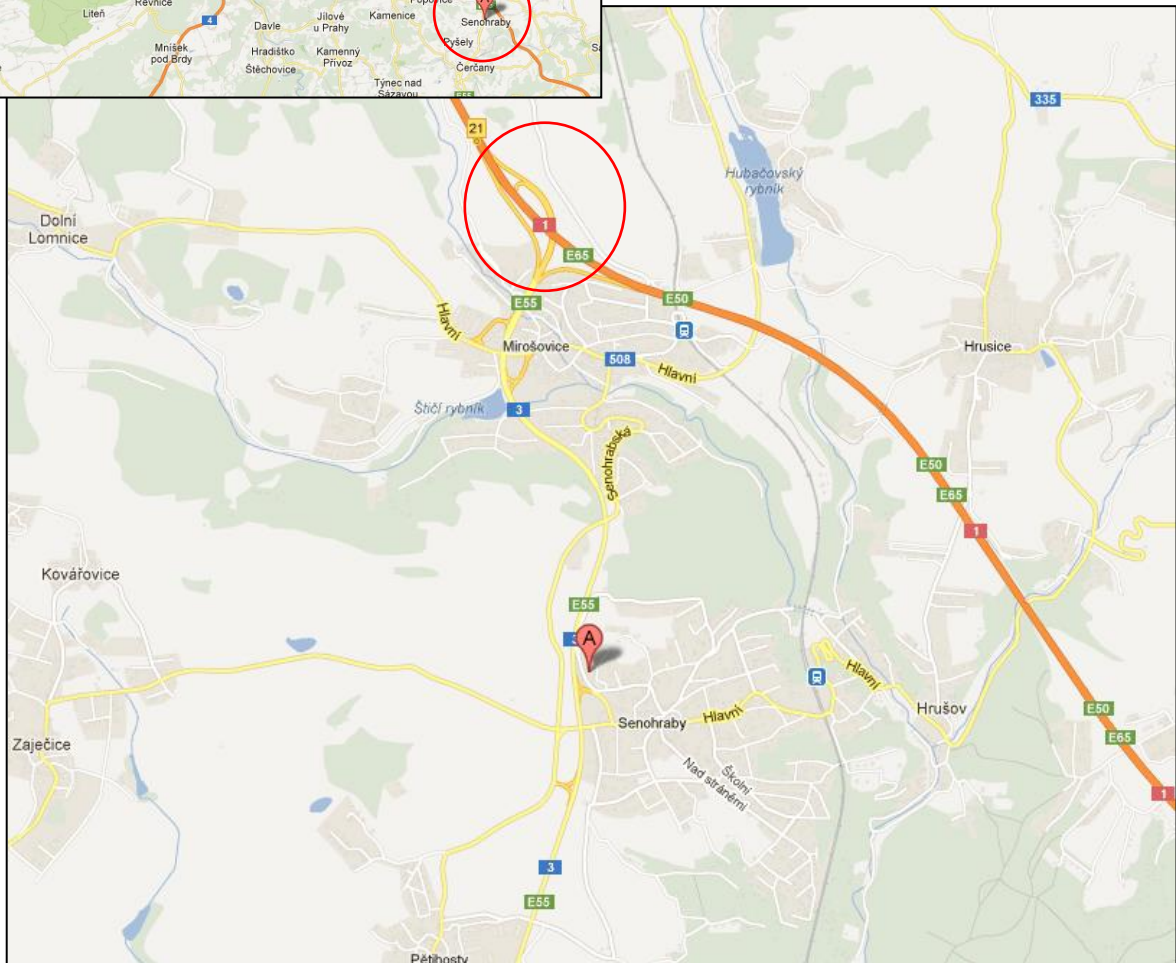 Liteň
Řevnice
4
Davle
Jílové
u Prahy
Kamenice
Senohraby
Pyšely
Mníšek
pod Brdy
Hradištko
Štěchovice
Kamenný
Přívoz
Čerčany
Týnec nad
Sázavou
E55
21
335
Hubačovský
rybník
Dolní
Lomnice
1
E65
E55
E50
Hlavní
Mirošovice
508
Hlavní
Hrusice
Štičí rybník
3
Senohrabská
E50
E65
1
Kovářovice
E55
3
A
Hlavní
Senohraby
Hlavní
Hrušov
E50
E65
Zaječice
Školní
Nad stráněmi
1
3
E55
Pětihosty